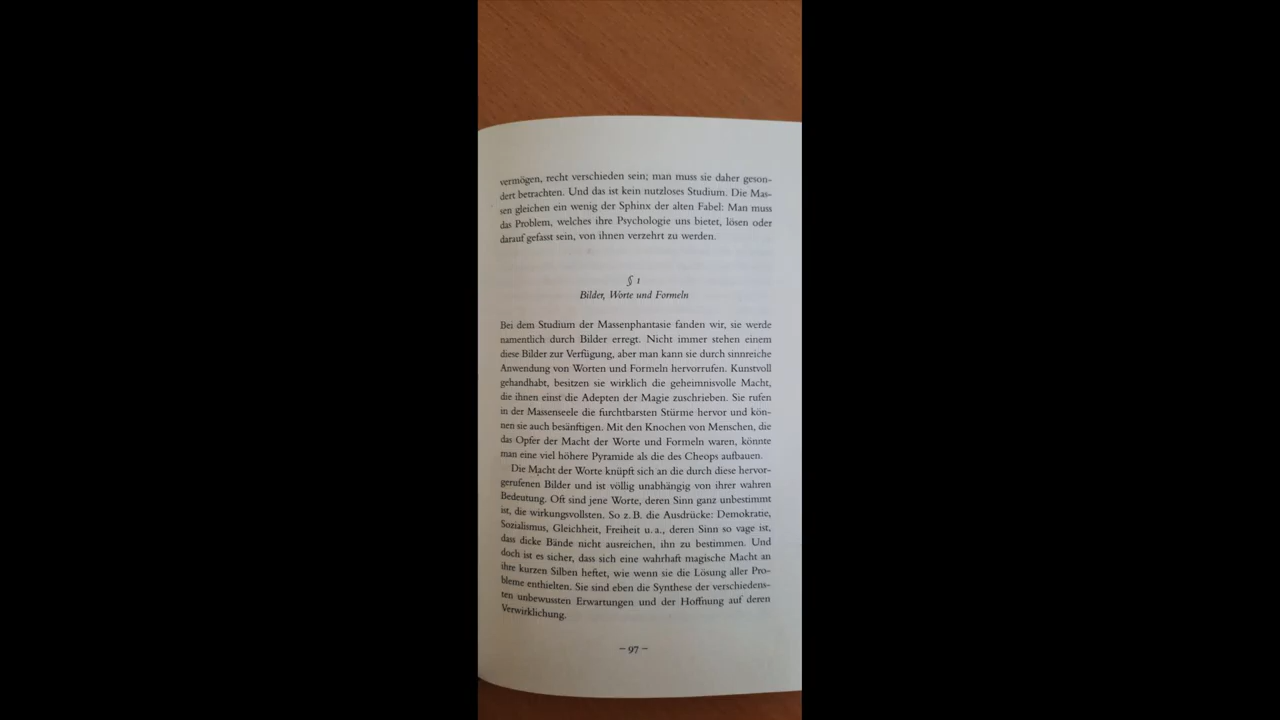 vermögen, recht verschieden sein; man muss sie daher geson-
dert betrachten. Und das ist kein nutzloses Studium. Die Mas-
sen gleichen ein wenig der Sphinx der alten Fabel: Man muss
das Problem, welches ihre Psychologie uns bietet, lösen oder
darauf gefasst sein, von ihnen verzehrt zu werden.
§ 1
Bilder, Worte und Formeln
Bei dem Studium der Massenphantasie fanden wir, sie werde
namentlich durch Bilder erregt. Nicht immer stehen einem
diese Bilder zur Verfügung, aber man kann sie durch sinnreiche
Anwendung von Worten und Formeln hervorrufen. Kunstvoll
gehandhabt, besitzen sie wirklich die geheimnisvolle Macht,
die ihnen einst die Adepten der Magie zuschrieben. Sie rufen
in der Massenseele die furchtbarsten Stürme hervor und kön-
nen sie auch besänftigen. Mit den Knochen von Menschen, die
das Opfer der Macht der Worte und Formeln waren, könnte
man eine viel höhere Pyramide als die des Cheops aufbauen.
Die Macht der Worte knüpft sich an die durch diese hervor-
gerufenen Bilder und ist völlig unabhängig von ihrer wahren
Bedeutung. Oft sind jene Worte, deren Sinn ganz unbestimmt
ist, die wirkungsvollsten. So z. B. die Ausdrücke: Demokratie,
Sozialismus, Gleichheit, Freiheit u. a., deren Sinn so vage ist,
dass dicke Bände nicht ausreichen, ihn zu bestimmen. Und
doch ist es sicher, dass sich eine wahrhaft magische Macht an
ihre kurzen Silben heftet, wie wenn sie die Lösung aller Pro-
bleme enthielten. Sie sind eben die Synthese der verschiedens-
ten unbewussten Erwartungen und der Hoffnung auf deren
Verwirklichung.
– 97 –